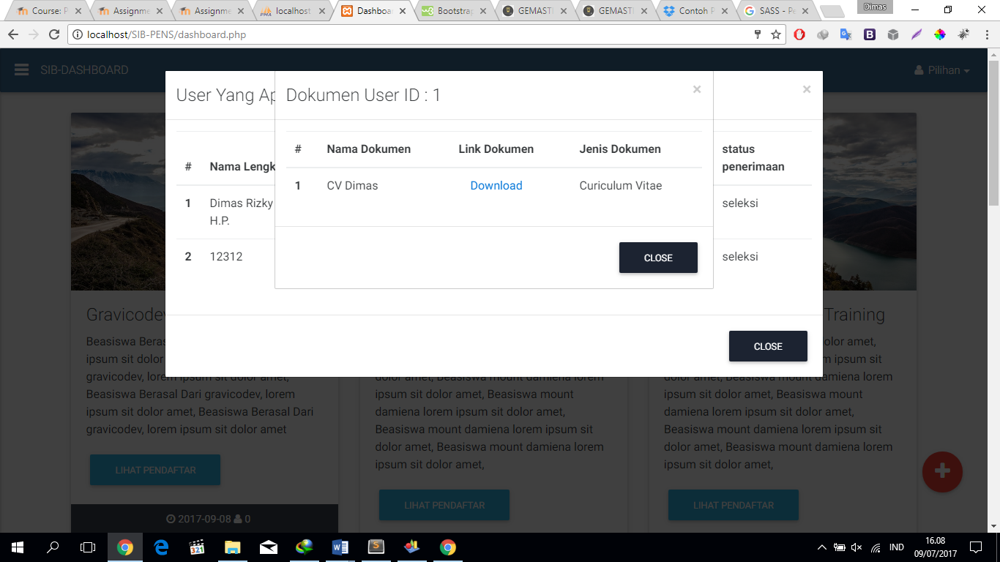 Course: P
Assignme
Assignme
localhost
Dashboa
Bootstrap
GEMAST
GEMAST
Contoh P
SASS - Pe
Dimas
localhost/SIB-PENS/dashboard.php
SIB-DASHBOARD
Pilihan
User Yang Ap
Dokumen User ID : 1
×
×
# Nama Dokumen Link Dokumen Jenis Dokumen
1 CV Dimas Download Curiculum Vitae
CLOSE
# Nama Lengk
status
penerimaan
1 Dimas Rizky
H.P.
seleksi
2 12312
seleksi
CLOSE
Gravicode
Beasiswa Beras
ipsum sit dolor
gravicodev, lorem ipsum sit dolor amet,
Beasiswa Berasal Dari gravicodev, lorem
ipsum sit dolor amet, Beasiswa Berasal Dari
gravicodev, lorem ipsum sit dolor amet
LIHAT PENDAFTAR
2017-09-08 0
dolor amet, Beasiswa mount damiena lorem
ipsum sit dolor amet, Beasiswa mount
damiena lorem ipsum sit dolor amet,
Beasiswa mount damiena lorem ipsum sit
dolor amet, Beasiswa mount damiena lorem
ipsum sit dolor amet,
LIHAT PENDAFTAR
Training
olor amet,
m ipsum sit
dolor amet, Beasiswa mount damiena lorem
ipsum sit dolor amet, Beasiswa mount
damiena lorem ipsum sit dolor amet,
Beasiswa mount damiena lorem ipsum sit
dolor amet, Beasiswa mount damiena lorem
ipsum sit dolor amet,
LIHAT PENDAFTAR
IND
16.08
09/07/2017